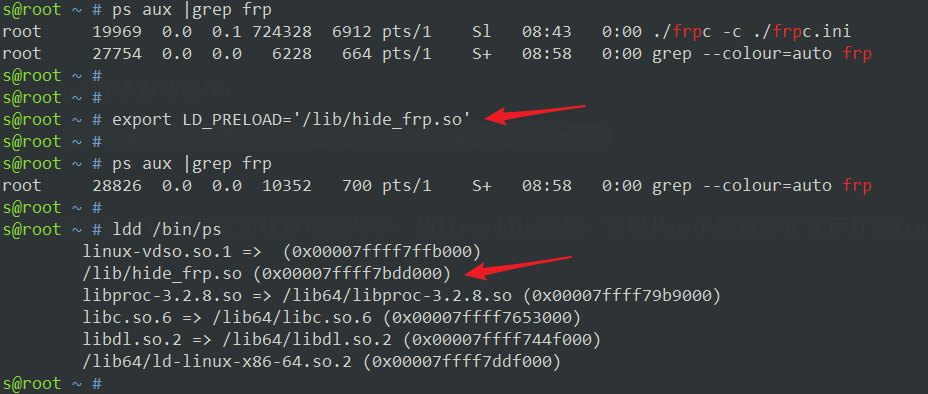 s@root ~ # ps aux |grep frp
root     19969  0.0  0.1 724328  6912 pts/1    Sl   08:43   0:00 ./frpc -c ./frpc.ini
root     27754  0.0  0.0   6228   664 pts/1    S+   08:58   0:00 grep --colour=auto frp
s@root ~ #
s@root ~ #
s@root ~ # export LD_PRELOAD='/lib/hide_frp.so'
s@root ~ #
s@root ~ # ps aux |grep frp
root     28826  0.0  0.0  10352   700 pts/1    S+   08:58   0:00 grep --colour=auto frp
s@root ~ #
s@root ~ # ldd /bin/ps
linux-vdso.so.1 =>  (0x00007ffff7ffb000)
/lib/hide_frp.so (0x00007ffff7bdd000)
libproc-3.2.8.so => /lib64/libproc-3.2.8.so (0x00007ffff79b9000)
libc.so.6 => /lib64/libc.so.6 (0x00007ffff7653000)
libdl.so.2 => /lib64/libdl.so.2 (0x00007ffff744f000)
/lib64/ld-linux-x86-64.so.2 (0x00007ffff7ddf000)
s@root ~ #